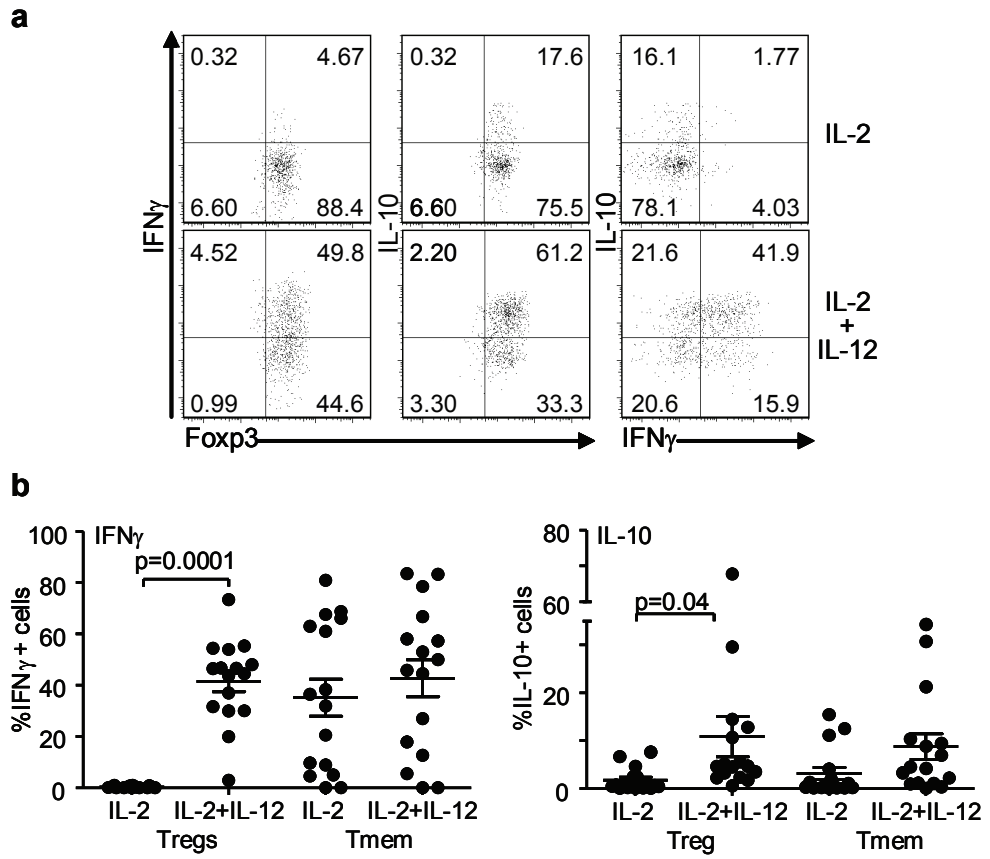 a
0.32 4.67
6.60 88.4
0.32 17.6
6.60 75.5
16.1 1.77
78.1 4.03
IL-2
IFNγ
IL-10
IL-10
4.52 49.8
0.99 44.6
2.20 61.2
3.30 33.3
21.6 41.9
20.6 15.9
IL-2
+
IL-12
Foxp3
IFNγ
b
IFNγ
p=0.0001
%IFNγ + cells
100
80
60
40
20
0
IL-2 IL-2+IL-12 IL-2 IL-2+IL-12
Tregs Tmem
IL-10
p=0.04
%IL-10+ cells
80
60
20
0
IL-2 IL-2+IL-12 IL-2 IL-2+IL-12
Treg Tmem